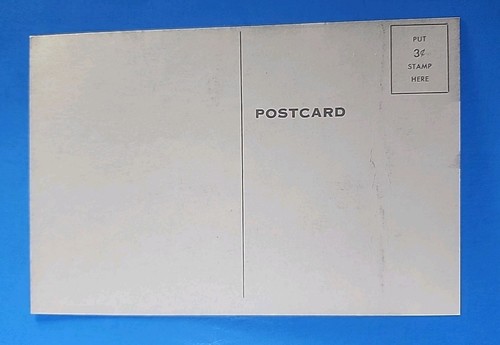 PUT
3¢
STAMP
HERE
POSTCARD